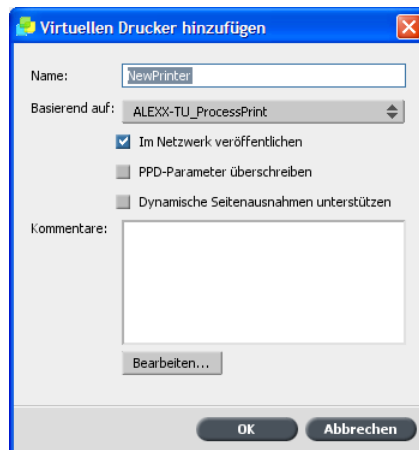 Virtuellen Drucker hinzufügen
Name: NewPrinter
Basierend auf: ALEXX-TU_ProcessPrint
Im Netzwerk veröffentlichen
PPD-Parameter überschreiben
Dynamische Seitenausnahmen unterstützen
Kommentare:
Bearbeiten...
OK Abbrechen